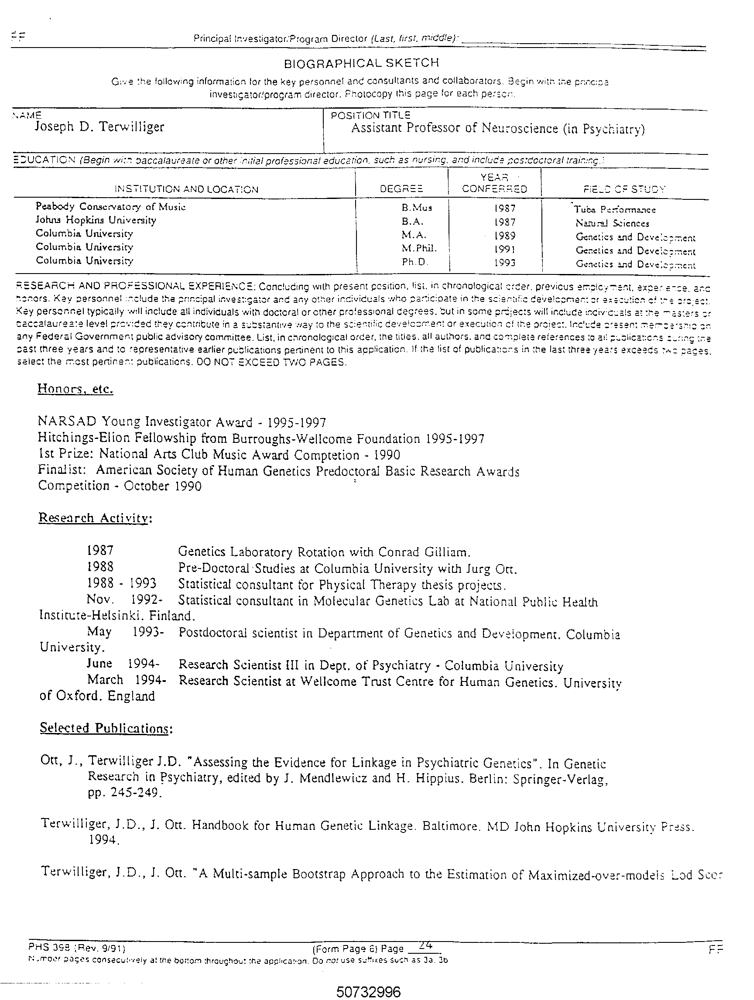 FF
Principal Investigator/Program Director (Last, first, middle):
BIOGRAPHICAL SKETCH
Give the following information for the key personnel and consultants and collaborators. Begin with the principal
investigator/program director. Photocopy this page for each person.
NAME POSITION TITLE
Joseph D. Terwilliger Assistant Professor of Neuroscience (in Psychiatry)
EDUCATION (Begin with baccalaureate or other initial professional education, such as nursing, and include postdoctoral training.)
INSTITUTION AND LOCATION DEGREE YEAR CONFERRED FIELD OF STUDY
Peabody Conservatory of Music B.Mus 1987 Tuba Performance
Johns Hopkins University B.A. 1987 Natural Sciences
Columbia University M.A. 1989 Genetics and Development
Columbia University M.Phil. 1991 Genetics and Development
Columbia University Ph.D. 1993 Genetics and Development
RESEARCH AND PROFESSIONAL EXPERIENCE: Concluding with present position, list, in chronological order, previous employment, experience, and
honors. Key personnel include the principal investigator and any other individuals who participate in the scientific development or execution of the project.
Key personnel typically will include all individuals with doctoral or other professional degrees, but in some projects will include individuals at the masters or
baccalaureate level provided they contribute in a substantive way to the scientific development or execution of the project. Include present membership on
any Federal Government public advisory committee. List, in chronological order, the titles, all authors, and complete references to all publications during the
past three years and to representative earlier publications pertinent to this application. If the list of publications in the last three years exceeds two pages,
select the most pertinent publications. DO NOT EXCEED TWO PAGES.
Honors, etc.
NARSAD Young Investigator Award - 1995-1997
Hitchings-Elion Fellowship from Burroughs-Wellcome Foundation 1995-1997
1st Prize: National Arts Club Music Award Comptetion - 1990
Finalist: American Society of Human Genetics Predoctoral Basic Research Awards
Competition - October 1990
Research Activity:
1987 Genetics Laboratory Rotation with Conrad Gilliam.
1988 Pre-Doctoral Studies at Columbia University with Jurg Ott.
1988 - 1993 Statistical consultant for Physical Therapy thesis projects.
Nov. 1992- Statistical consultant in Molecular Genetics Lab at National Public Health
Institute-Helsinki, Finland.
May 1993- Postdoctoral scientist in Department of Genetics and Development, Columbia
University.
June 1994- Research Scientist III in Dept. of Psychiatry - Columbia University
March 1994- Research Scientist at Wellcome Trust Centre for Human Genetics. University
of Oxford, England
Selected Publications:
Ott, J., Terwilliger J.D. "Assessing the Evidence for Linkage in Psychiatric Genetics". In Genetic
Research in Psychiatry, edited by J. Mendlewicz and H. Hippius. Berlin: Springer-Verlag,
pp. 245-249.
Terwilliger, J.D., J. Ott. Handbook for Human Genetic Linkage. Baltimore. MD John Hopkins University Press.
1994.
Terwilliger, J.D., J. Ott. "A Multi-sample Bootstrap Approach to the Estimation of Maximized-over-models Lod Scor
PHS 398 (Rev. 9/91) (Form Page 6) Page 24 FF
Number pages consecutively at the bottom throughout the application. Do not use suffixes such as 3a, 3b
50732996